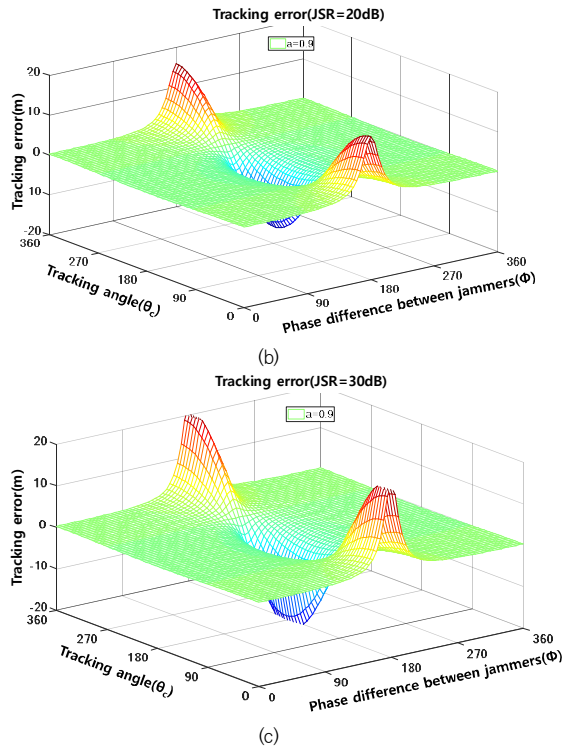 Tracking error(JSR=20dB)
a=0.9
Tracking error(m)
20
10
0
10
-20
360
270
180
90
0
Tracking angle(θc)
0
90
180
270
360
Phase difference between jammers(Φ)
(b)
Tracking error(JSR=30dB)
a=0.9
Tracking error(m)
20
10
0
-10
-20
360
270
180
90
0
Tracking angle(θc)
0
90
180
270
360
Phase difference between jammers(Φ)
(c)